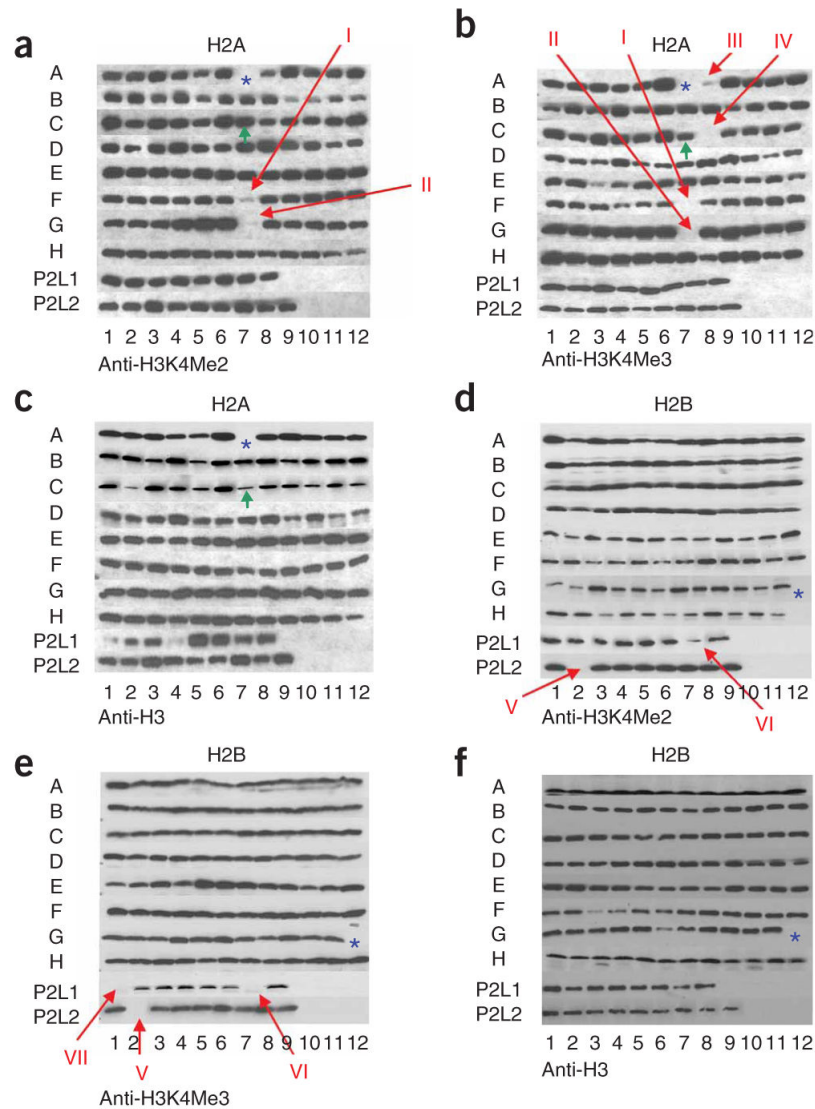 a
H2A
I
II
A
*
B
C
D
E
F
G
H
P2L1
P2L2
1 2 3 4 5 6 7 8 9 10 11 12
Anti-H3K4Me2
b
H2A
II
I
III
IV
A
*
B
C
D
E
F
G
H
P2L1
P2L2
1 2 3 4 5 6 7 8 9 10 11 12
Anti-H3K4Me3
c
H2A
A
*
B
C
D
E
F
G
H
P2L1
P2L2
1 2 3 4 5 6 7 8 9 10 11 12
Anti-H3
d
H2B
A
B
C
D
E
F
G
*
H
P2L1
P2L2
V
VI
1 2 3 4 5 6 7 8 9 10 11 12
Anti-H3K4Me2
e
H2B
A
B
C
D
E
F
G
*
H
P2L1
P2L2
VII
V
VI
1 2 3 4 5 6 7 8 9 10 11 12
Anti-H3K4Me3
f
H2B
A
B
C
D
E
F
G
*
H
P2L1
P2L2
1 2 3 4 5 6 7 8 9 10 11 12
Anti-H3